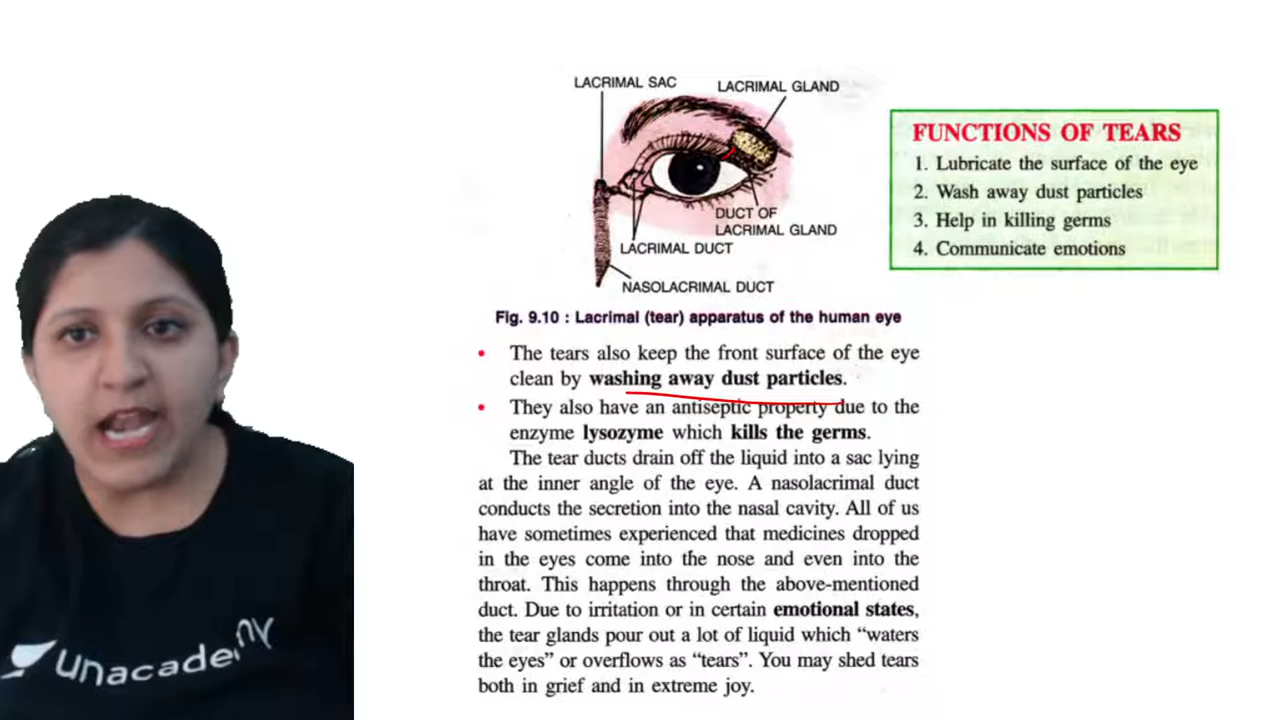 LACRIMAL SAC
LACRIMAL GLAND
DUCT OF
LACRIMAL GLAND
LACRIMAL DUCT
NASOLACRIMAL DUCT
Fig. 9.10 : Lacrimal (tear) apparatus of the human eye
FUNCTIONS OF TEARS
1. Lubricate the surface of the eye
2. Wash away dust particles
3. Help in killing germs
4. Communicate emotions
• The tears also keep the front surface of the eye
clean by washing away dust particles.
• They also have an antiseptic property due to the
enzyme lysozyme which kills the germs.
The tear ducts drain off the liquid into a sac lying
at the inner angle of the eye. A nasolacrimal duct
conducts the secretion into the nasal cavity. All of us
have sometimes experienced that medicines dropped
in the eyes come into the nose and even into the
throat. This happens through the above-mentioned
duct. Due to irritation or in certain emotional states,
the tear glands pour out a lot of liquid which “waters
the eyes” or overflows as “tears”. You may shed tears
both in grief and in extreme joy.
unacademy